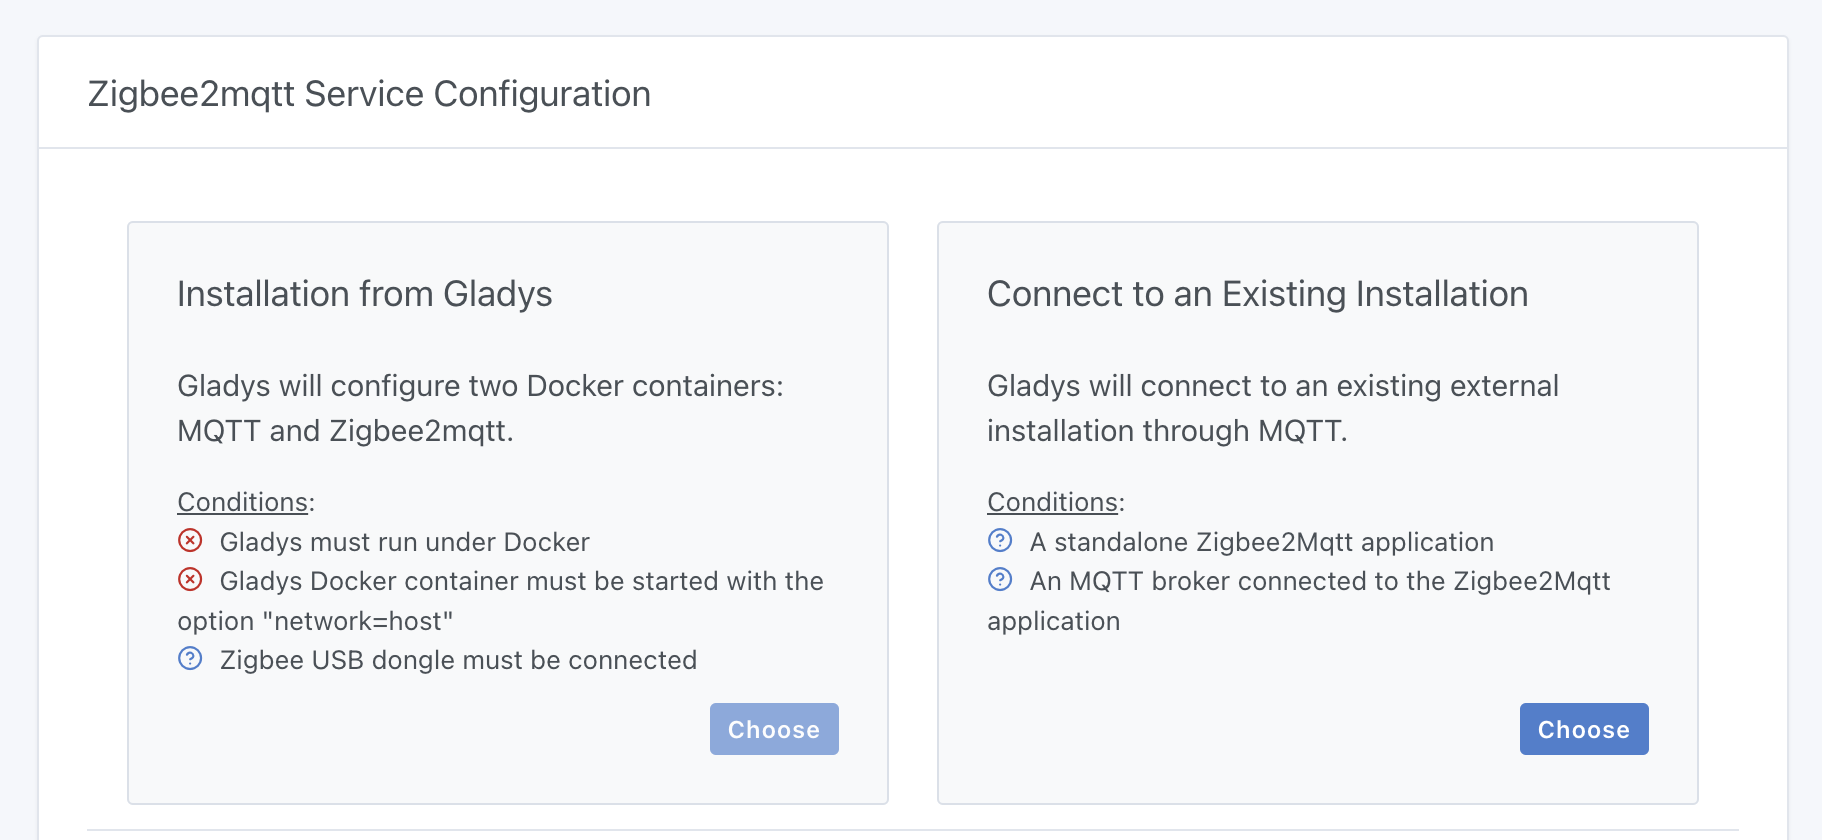 Zigbee2mqtt Service Configuration
Installation from Gladys
Gladys will configure two Docker containers:
MQTT and Zigbee2mqtt.
Conditions:
Gladys must run under Docker
Gladys Docker container must be started with the
option "network=host"
Zigbee USB dongle must be connected
Choose
Connect to an Existing Installation
Gladys will connect to an existing external
installation through MQTT.
Conditions:
A standalone Zigbee2Mqtt application
An MQTT broker connected to the Zigbee2Mqtt
application
Choose